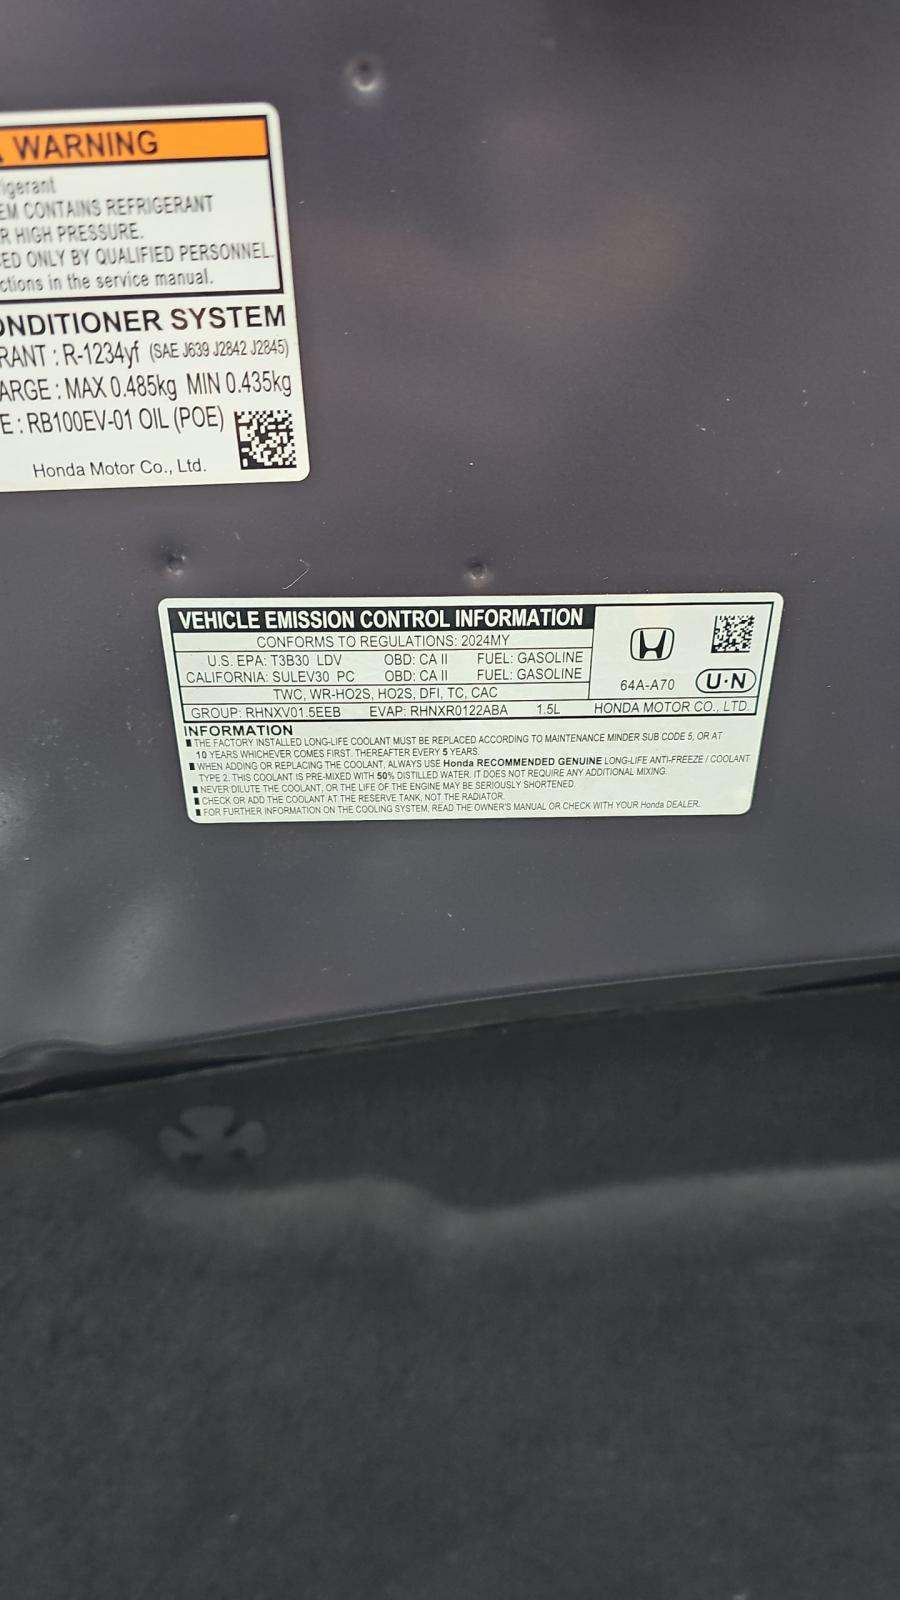 WARNING
rigerant
EM CONTAINS REFRIGERANT
R HIGH PRESSURE.
ED ONLY BY QUALIFIED PERSONNEL.
ctions in the service manual.
ONDITIONER SYSTEM
RANT : R-1234yf (SAE J639 J2842 J2845)
ARGE : MAX 0.485kg MIN 0.435kg
E : RB100EV-01 OIL (POE)
Honda Motor Co., Ltd.
VEHICLE EMISSION CONTROL INFORMATION
CONFORMS TO REGULATIONS: 2024MY
U.S. EPA: T3B30 LDV OBD: CA II FUEL: GASOLINE
CALIFORNIA: SULEV30 PC OBD: CA II FUEL: GASOLINE
TWC, WR-HO2S, HO2S, DFI, TC, CAC
GROUP: RHNXV01.5EEB EVAP: RHNXR0122ABA 1.5L
64A-A70 U·N
HONDA MOTOR CO., LTD.
INFORMATION
■ THE FACTORY INSTALLED LONG-LIFE COOLANT MUST BE REPLACED ACCORDING TO MAINTENANCE MINDER SUB CODE 5, OR AT
10 YEARS WHICHEVER COMES FIRST. THEREAFTER EVERY 5 YEARS.
■ WHEN ADDING OR REPLACING THE COOLANT, ALWAYS USE Honda RECOMMENDED GENUINE LONG-LIFE ANTI-FREEZE / COOLANT
TYPE 2. THIS COOLANT IS PRE-MIXED WITH 50% DISTILLED WATER. IT DOES NOT REQUIRE ANY ADDITIONAL MIXING.
■ NEVER DILUTE THE COOLANT, OR THE LIFE OF THE ENGINE MAY BE SERIOUSLY SHORTENED.
■ CHECK OR ADD THE COOLANT AT THE RESERVE TANK, NOT THE RADIATOR.
■ FOR FURTHER INFORMATION ON THE COOLING SYSTEM, READ THE OWNER'S MANUAL OR CHECK WITH YOUR Honda DEALER.